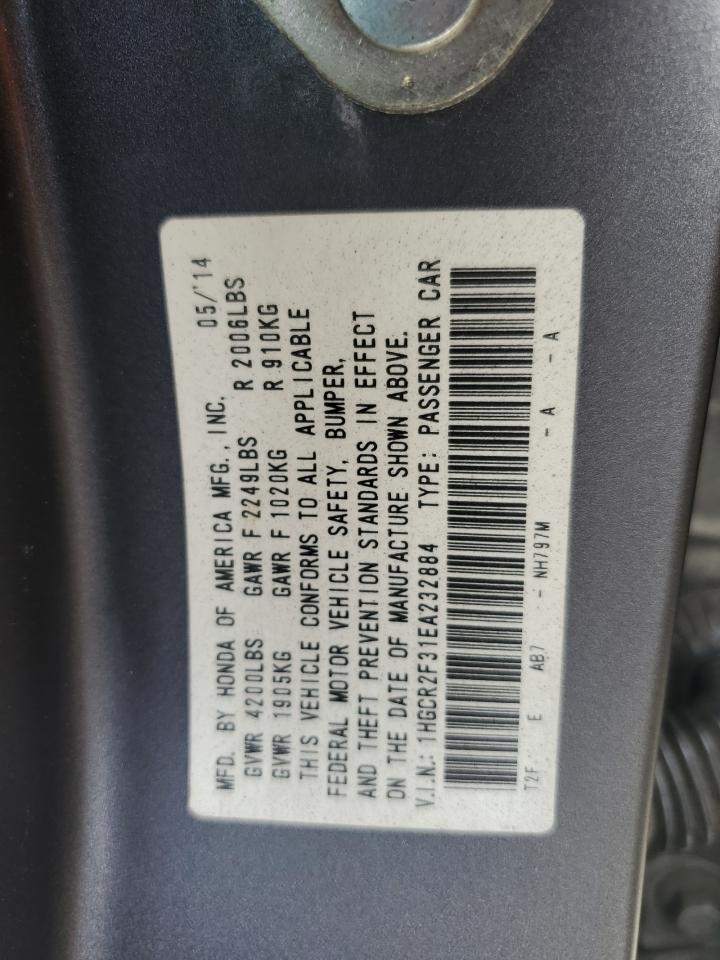 MFD. BY HONDA OF AMERICA MFG., INC. 05/'14
GVWR 4200LBS GAWR F 2249LBS R 2006LBS
GVWR 1905KG GAWR F 1020KG R 910KG
THIS VEHICLE CONFORMS TO ALL APPLICABLE
FEDERAL MOTOR VEHICLE SAFETY, BUMPER,
AND THEFT PREVENTION STANDARDS IN EFFECT
ON THE DATE OF MANUFACTURE SHOWN ABOVE.
V.I.N.: 1HGCR2F31EA232884 TYPE: PASSENGER CAR
T2F. E AB7 - NH797M - A - A